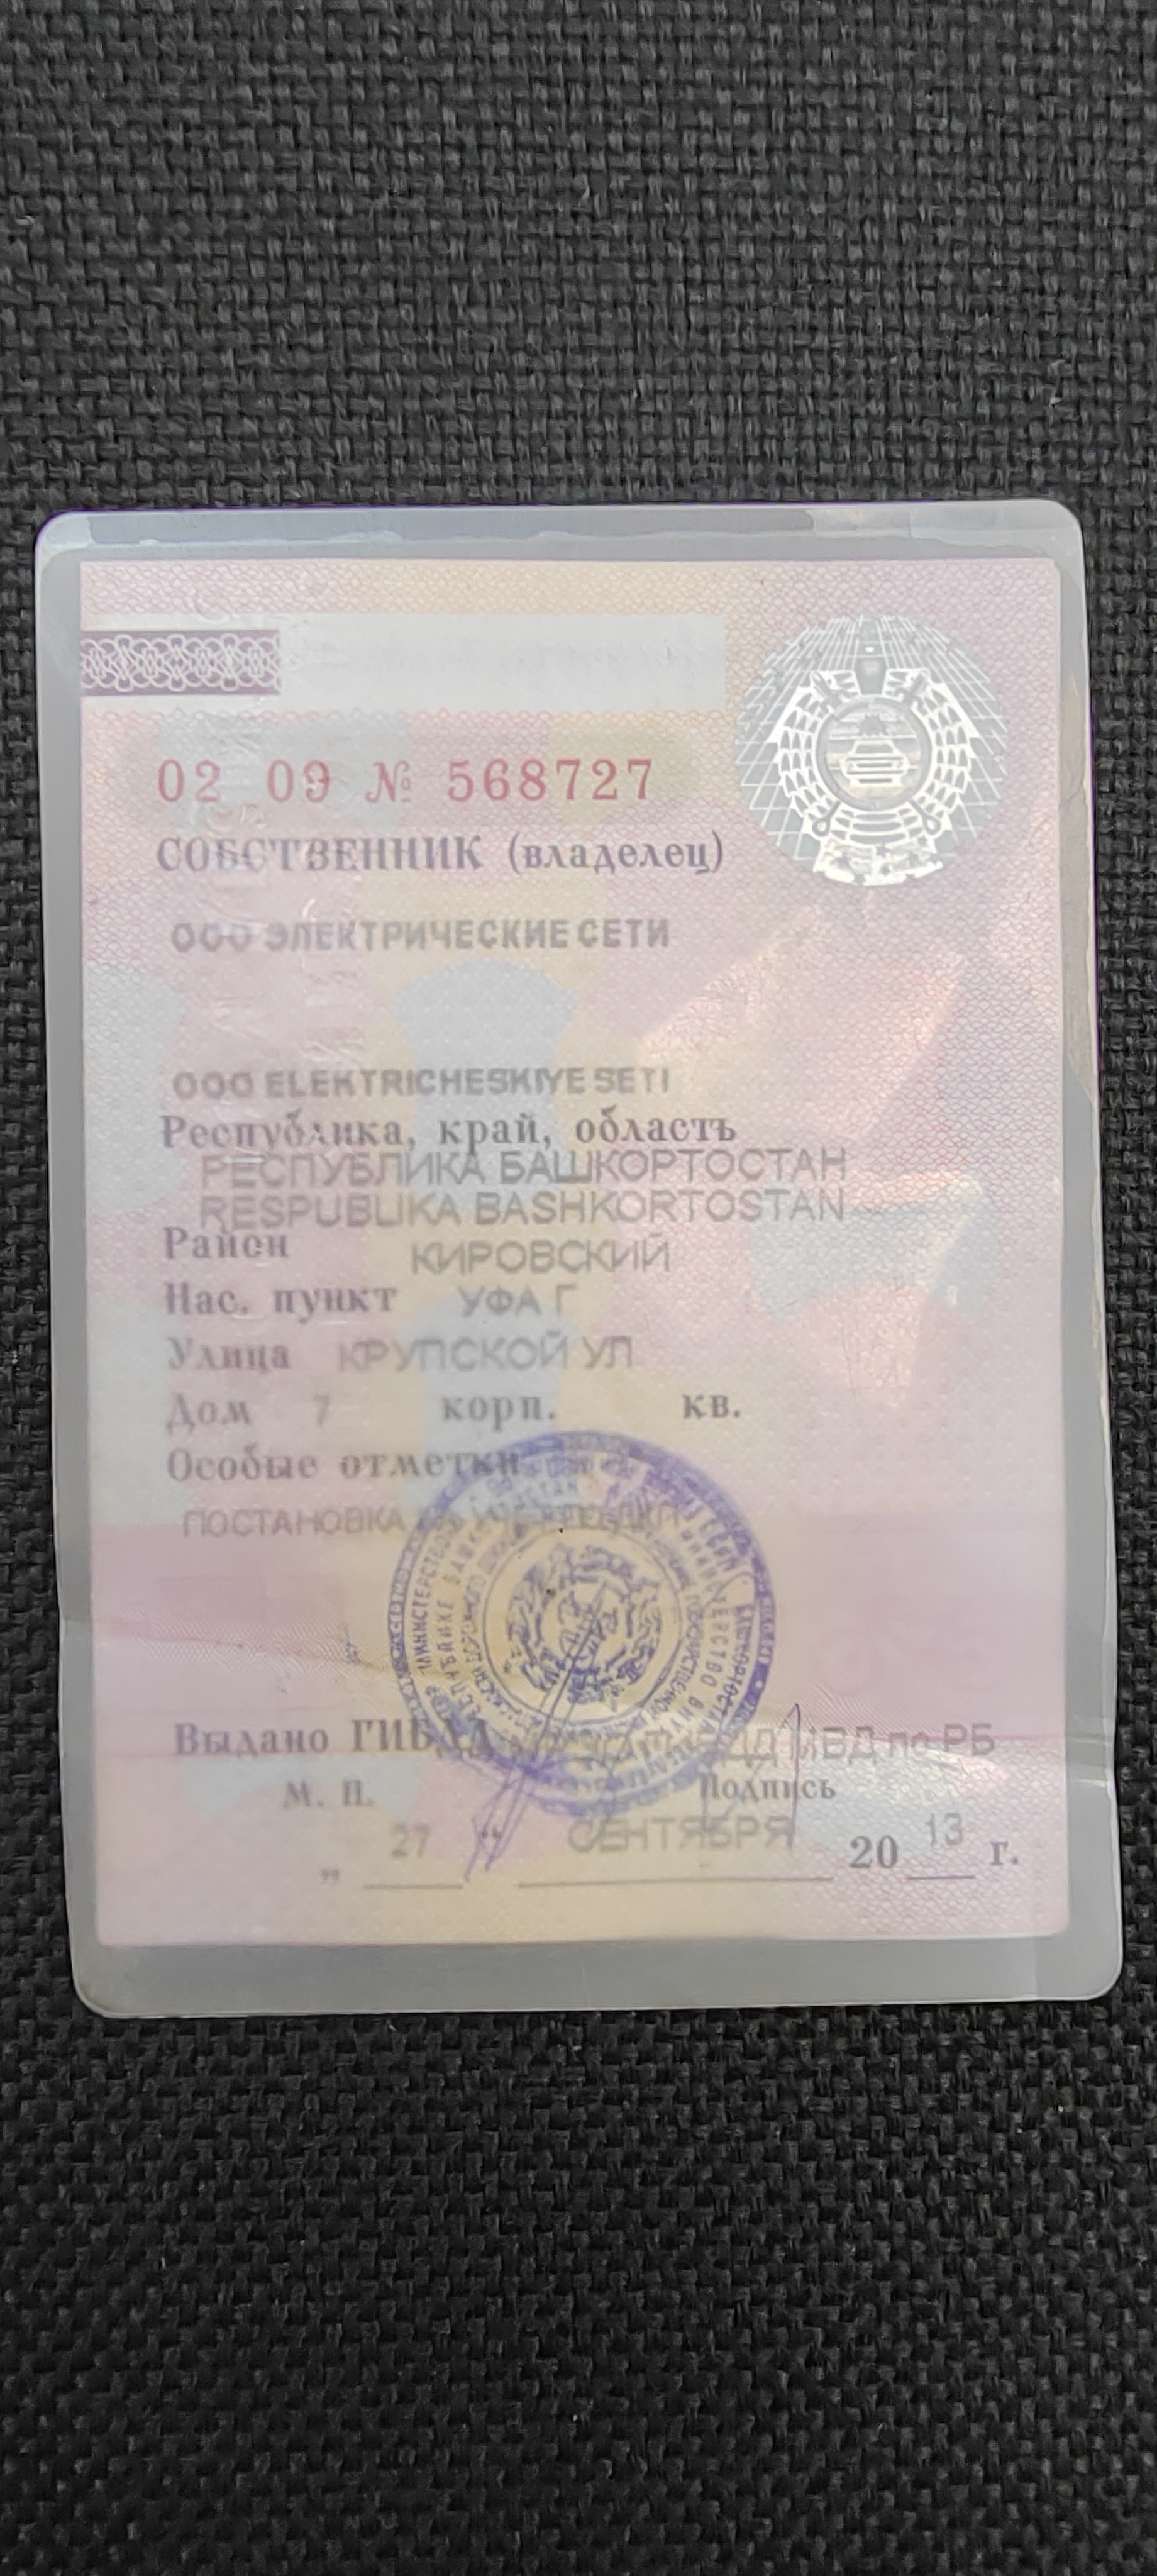 02 09 № 568727
СОБСТВЕННИК (владелец)
ООО ЭЛЕКТРИЧЕСКИЕ СЕТИ
OOO ELEKTRICHESKIYE SETI
Республика, край, область
РЕСПУБЛИКА БАШКОРТОСТАН
RESPUBLIKA BASHKORTOSTAN
Район КИРОВСКИЙ
Нас. пункт УФА Г
Улица КРУПСКОЙ УЛ
Дом 7 корп. кв.
Особые отметки
ПОСТАНОВКА
Выдано ГИБДД МВД по РБ
М. П. Подпись
" 27 " СЕНТЯБРЯ 20 13 г.